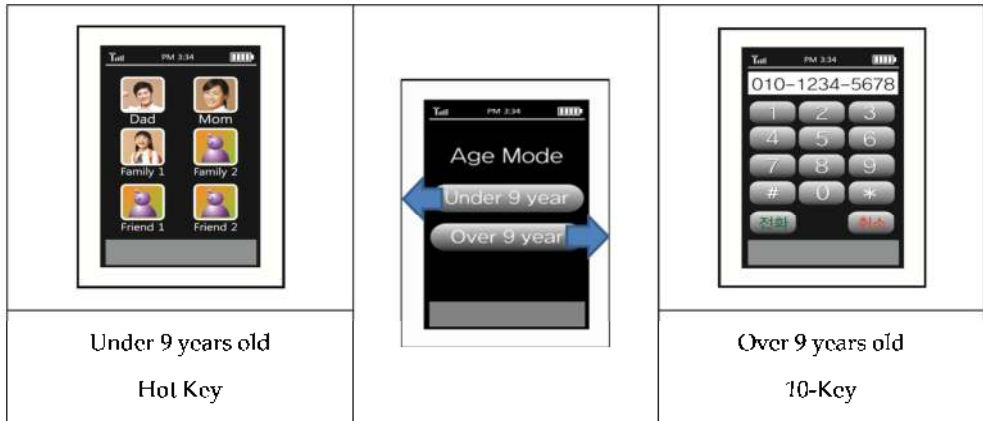 PM 3:34
Dad Mom
Family 1 Family 2
Friend 1 Friend 2
Under 9 years old
Hot Key
PM 3:34
Age Mode
Under 9 year
Over 9 year
PM 3:34
010-1234-5678
1 2 3
4 5 6
7 8 9
# 0 *
전화 취소
Over 9 years old
10-Key